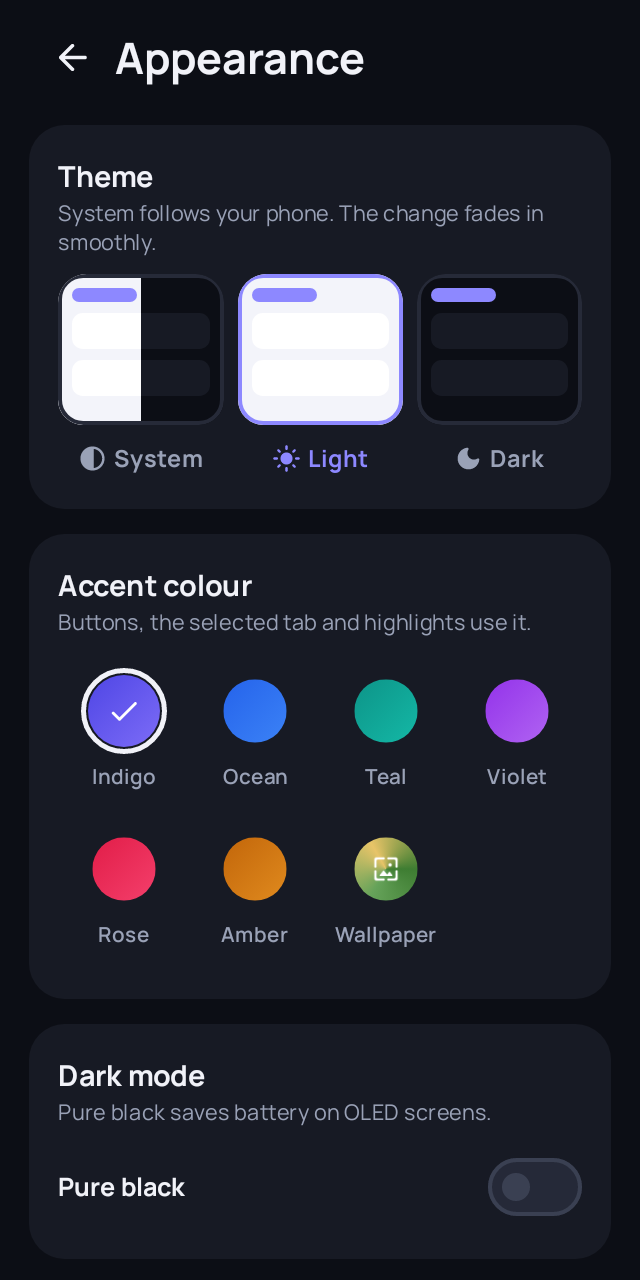 Appearance
Theme
System follows your phone. The change fades in
smoothly.
System
Light
Dark
Accent colour
Buttons, the selected tab and highlights use it.
Indigo
Ocean
Teal
Violet
Rose
Amber
Wallpaper
Dark mode
Pure black saves battery on OLED screens.
Pure black